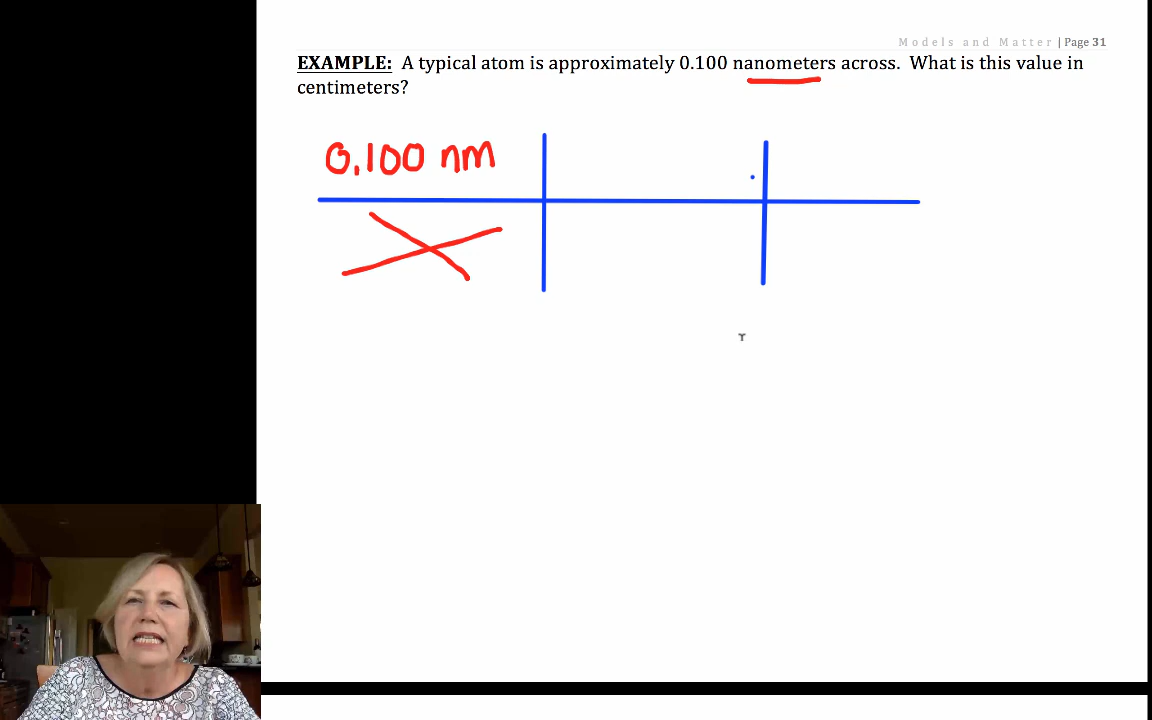 Models and Matter | Page 31
EXAMPLE: A typical atom is approximately 0.100 nanometers across. What is this value in
centimeters?
0.100 nm